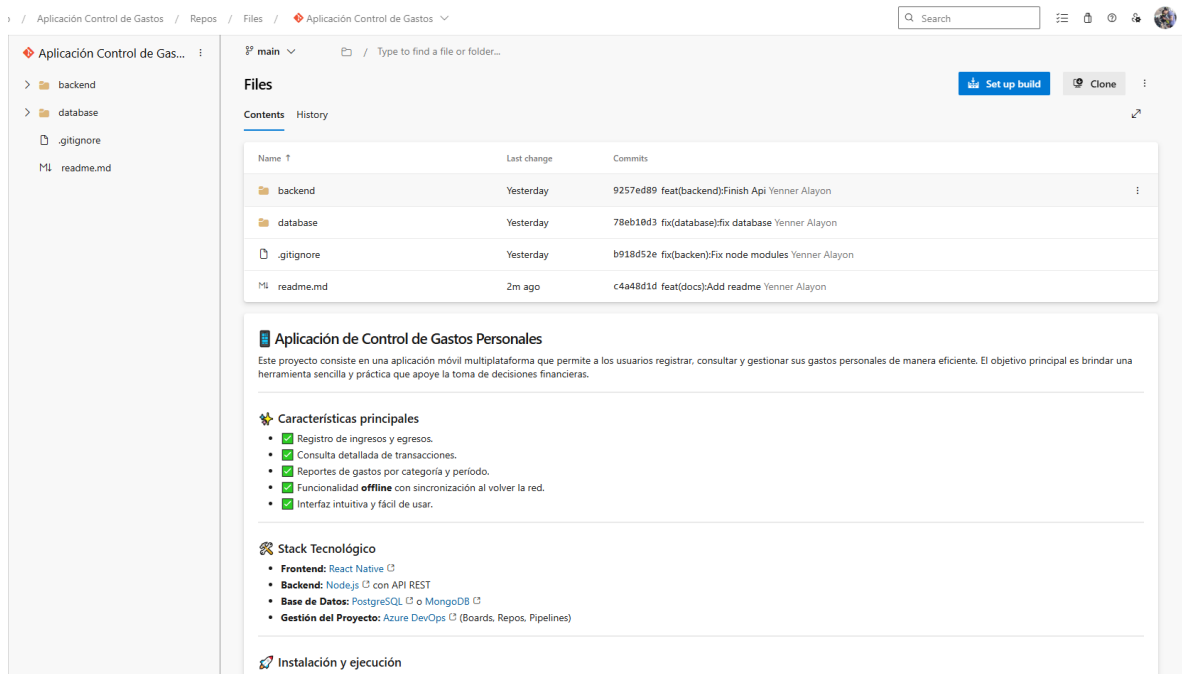 / Aplicación Control de Gastos / Repos / Files / Aplicación Control de Gastos
Search
Aplicación Control de Gas...
backend
database
.gitignore
readme.md
main
/ Type to find a file or folder...
Files
Set up build
Clone
Contents History
Name ↑ Last change Commits
backend Yesterday 9257ed89 feat(backend):Finish Api Yenner Alayon
database Yesterday 78eb10d3 fix(database):fix database Yenner Alayon
.gitignore Yesterday b918d52e fix(backen):Fix node modules Yenner Alayon
readme.md 2m ago c4a48d1d feat(docs):Add readme Yenner Alayon
Aplicación de Control de Gastos Personales
Este proyecto consiste en una aplicación móvil multiplataforma que permite a los usuarios registrar, consultar y gestionar sus gastos personales de manera eficiente. El objetivo principal es brindar una
herramienta sencilla y práctica que apoye la toma de decisiones financieras.
Características principales
• ✅ Registro de ingresos y egresos.
• ✅ Consulta detallada de transacciones.
• ✅ Reportes de gastos por categoría y período.
• ✅ Funcionalidad offline con sincronización al volver la red.
• ✅ Interfaz intuitiva y fácil de usar.
Stack Tecnológico
• Frontend: React Native
• Backend: Node.js con API REST
• Base de Datos: PostgreSQL o MongoDB
• Gestión del Proyecto: Azure DevOps (Boards, Repos, Pipelines)
Instalación y ejecución